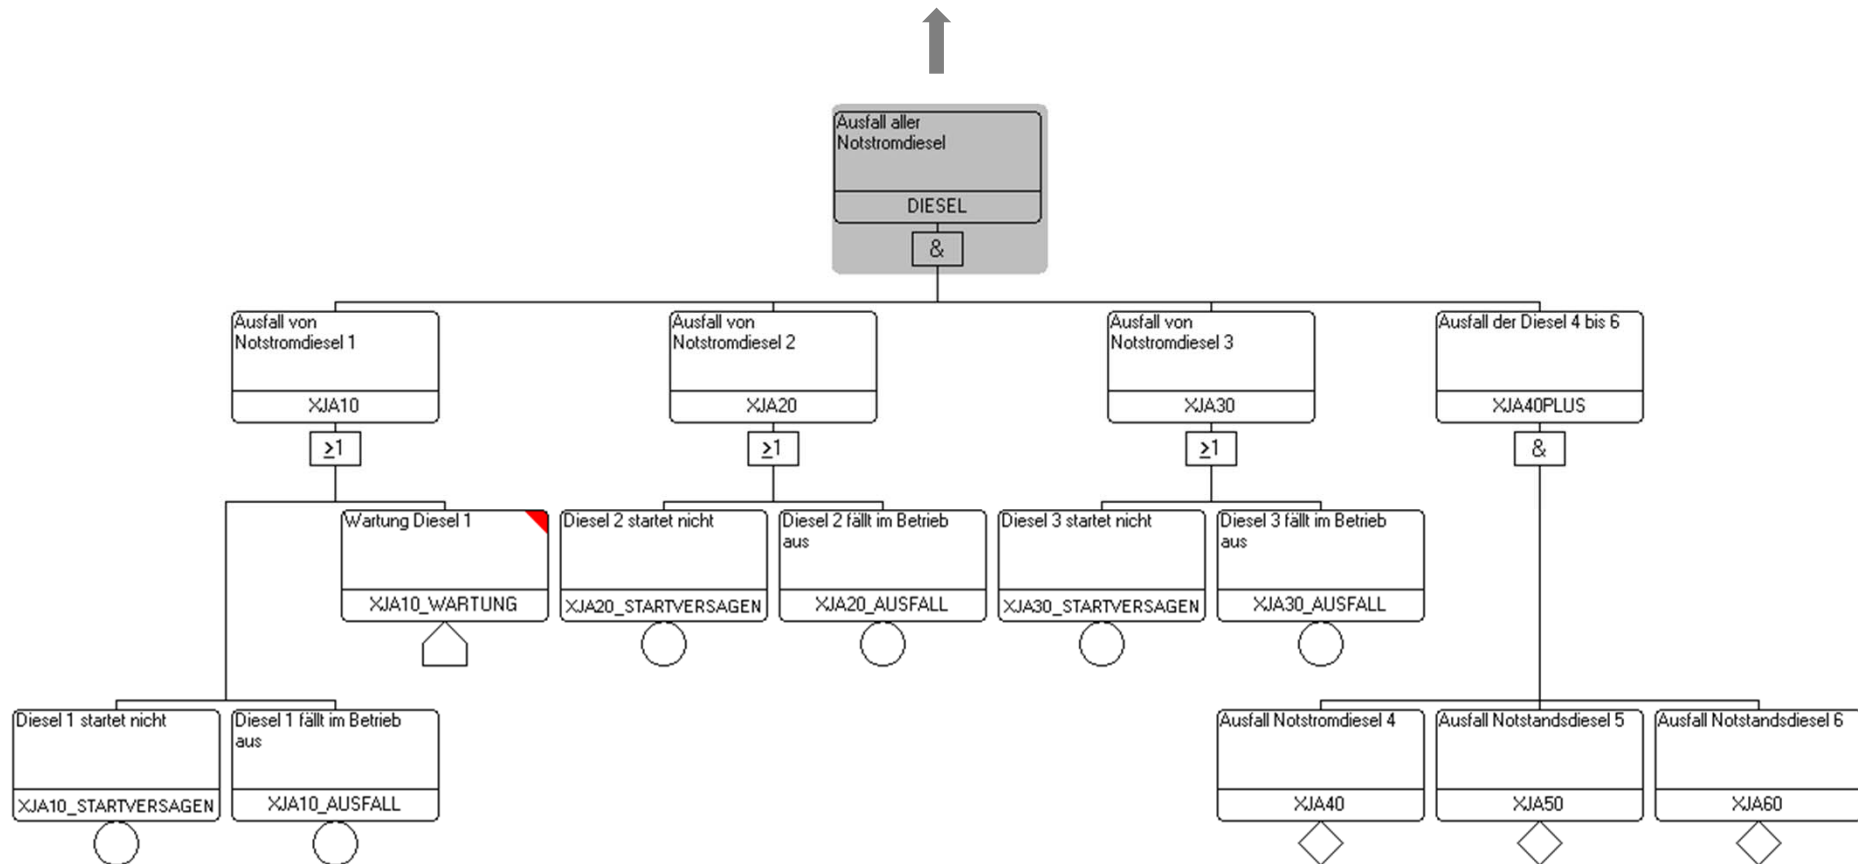 Ausfall aller
Notstromdiesel
DIESEL
&
Ausfall von
Notstromdiesel 1
XJA10
≥1
Ausfall von
Notstromdiesel 2
XJA20
≥1
Ausfall von
Notstromdiesel 3
XJA30
≥1
Ausfall der Diesel 4 bis 6
XJA40PLUS
&
Wartung Diesel 1
XJA10_WARTUNG
Diesel 2 startet nicht
XJA20_STARTVERSAGEN
Diesel 2 fällt im Betrieb
aus
XJA20_AUSFALL
Diesel 3 startet nicht
XJA30_STARTVERSAGEN
Diesel 3 fällt im Betrieb
aus
XJA30_AUSFALL
Diesel 1 startet nicht
XJA10_STARTVERSAGEN
Diesel 1 fällt im Betrieb
aus
XJA10_AUSFALL
Ausfall Notstromdiesel 4
XJA40
Ausfall Notstandsdiesel 5
XJA50
Ausfall Notstandsdiesel 6
XJA60